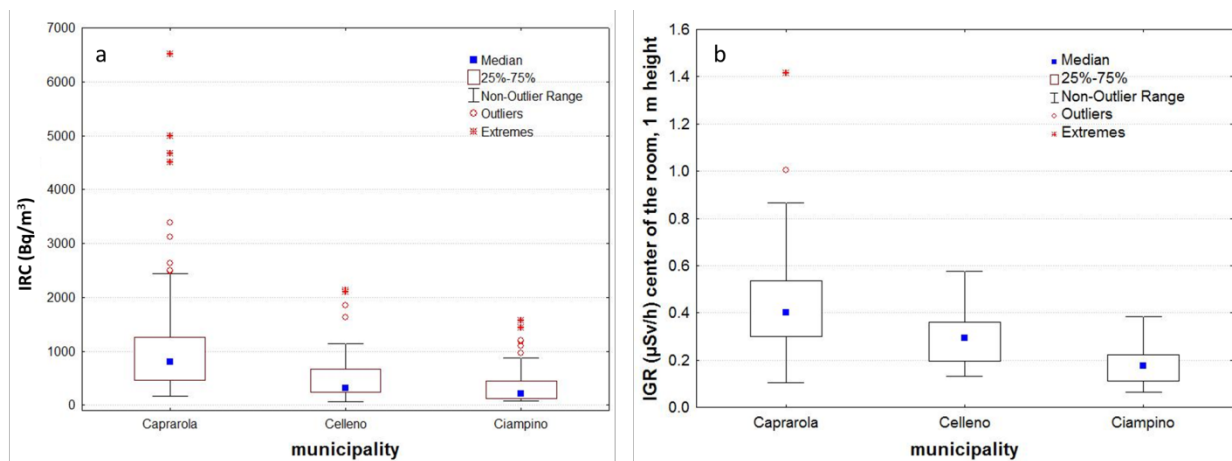 a
IRC (Bq/m³)
7000
6000
5000
4000
3000
2000
1000
0
Median
25%-75%
Non-Outlier Range
Outliers
Extremes
Caprarola
Celleno
Ciampino
municipality
b
IGR (μSv/h) center of the room, 1 m height
1.6
1.4
1.2
1.0
0.8
0.6
0.4
0.2
0.0
Median
25%-75%
Non-Outlier Range
Outliers
Extremes
Caprarola
Celleno
Ciampino
municipality